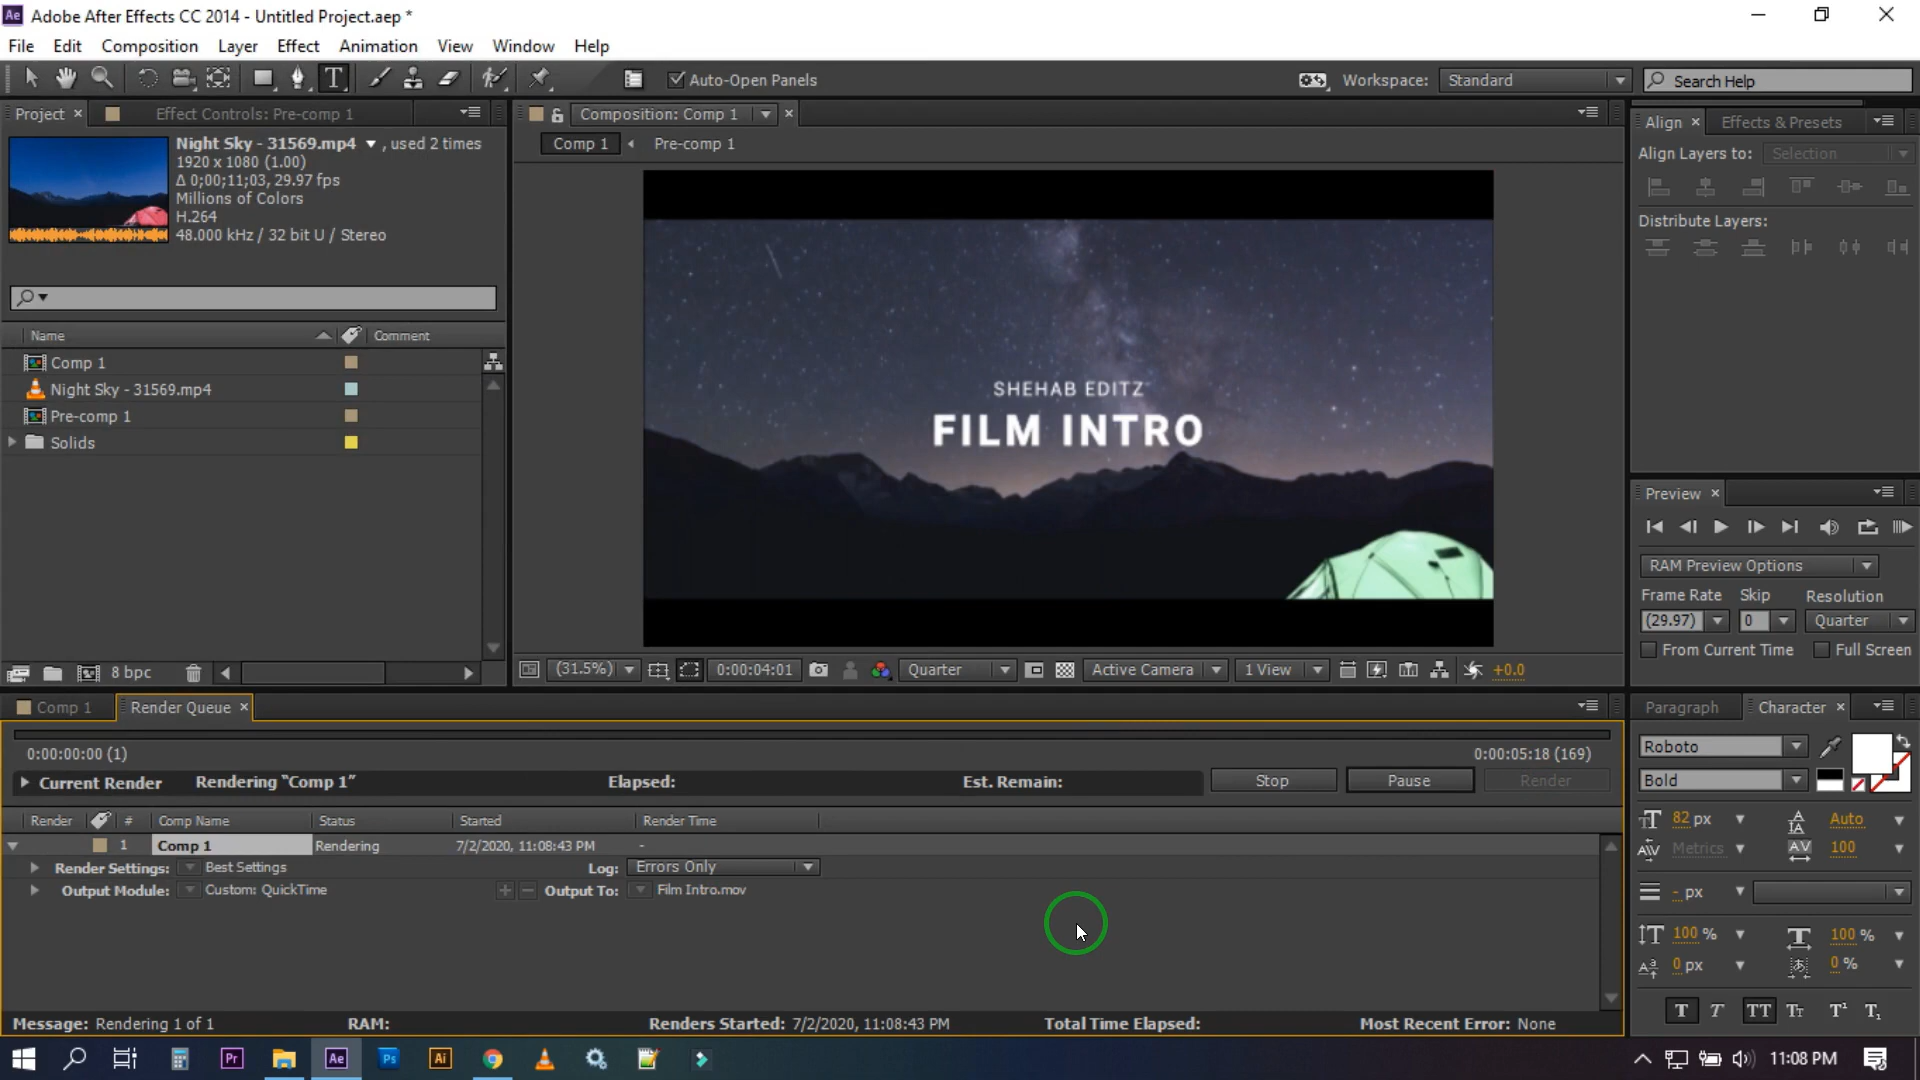 Adobe After Effects CC 2014 - Untitled Project.aep *
File Edit Composition Layer Effect Animation View Window Help
Auto-Open Panels
Workspace: Standard
Search Help
Project
Effect Controls: Pre-comp 1
Night Sky - 31569.mp4 , used 2 times
1920 x 1080 (1.00)
Δ 0;00;11;03, 29.97 fps
Millions of Colors
H.264
48.000 kHz / 32 bit U / Stereo
Name Comment
Comp 1
Night Sky - 31569.mp4
Pre-comp 1
Solids
8 bpc
Composition: Comp 1
Comp 1 Pre-comp 1
SHEHAB EDITZ
FILM INTRO
(31.5%) 0:00:04:01 Quarter Active Camera 1 View +0.0
Align Effects & Presets
Align Layers to: Selection
Distribute Layers:
Preview
RAM Preview Options
Frame Rate Skip Resolution
(29.97) 0 Quarter
From Current Time Full Screen
Comp 1 Render Queue
0:00:00:00 (1) 0:00:05:18 (169)
Current Render Rendering "Comp 1" Elapsed: Est. Remain: Stop Pause Render
Render # Comp Name Status Started Render Time
1 Comp 1 Rendering 7/2/2020, 11:08:43 PM -
Render Settings: Best Settings Log: Errors Only
Output Module: Custom: QuickTime Output To: Film Intro.mov
Message: Rendering 1 of 1 RAM: Renders Started: 7/2/2020, 11:08:43 PM Total Time Elapsed: Most Recent Error: None
Paragraph Character
Roboto
Bold
82 px Auto
Metrics 100
- px
100 % 100 %
0 px 0 %
Pr Ae Ps Ai
11:08 PM